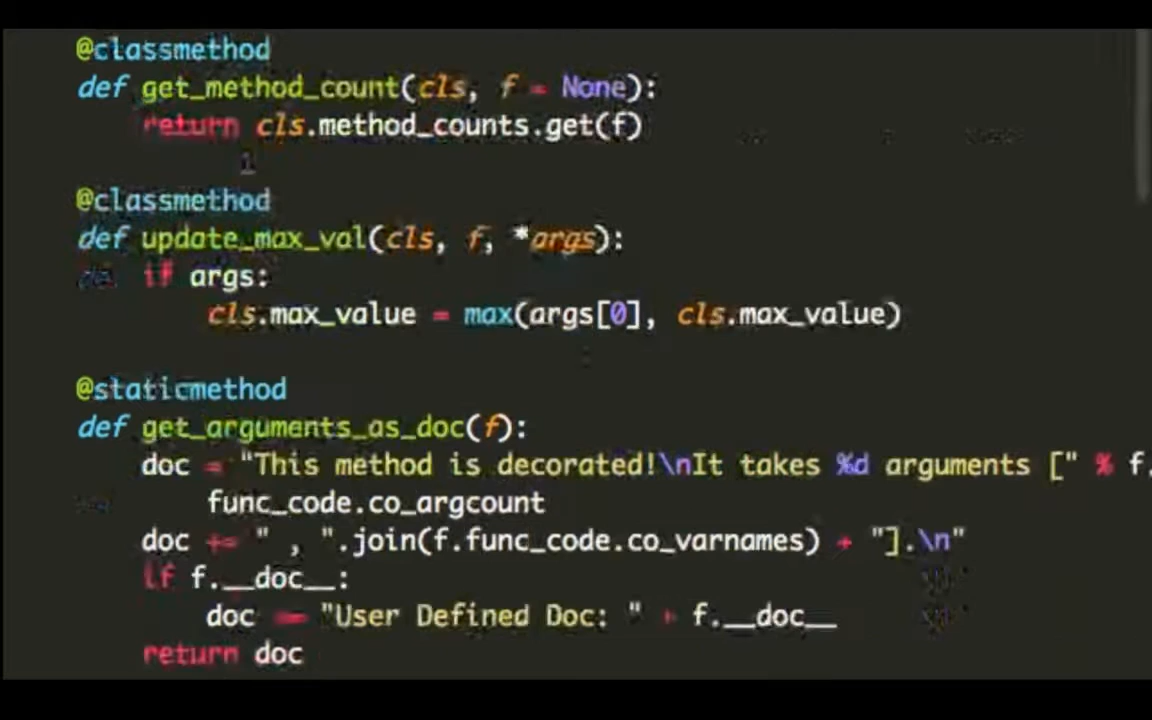 @classmethod
def get_method_count(cls, f = None):
return cls.method_counts.get(f)
@classmethod
def update_max_val(cls, f, *args):
if args:
cls.max_value = max(args[0], cls.max_value)
@staticmethod
def get_arguments_as_doc(f):
doc = "This method is decorated!\nIt takes %d arguments [" % f.
func_code.co_argcount
doc += " , ".join(f.func_code.co_varnames) + "].\n"
if f.__doc__:
doc += "User Defined Doc: " + f.__doc__
return doc